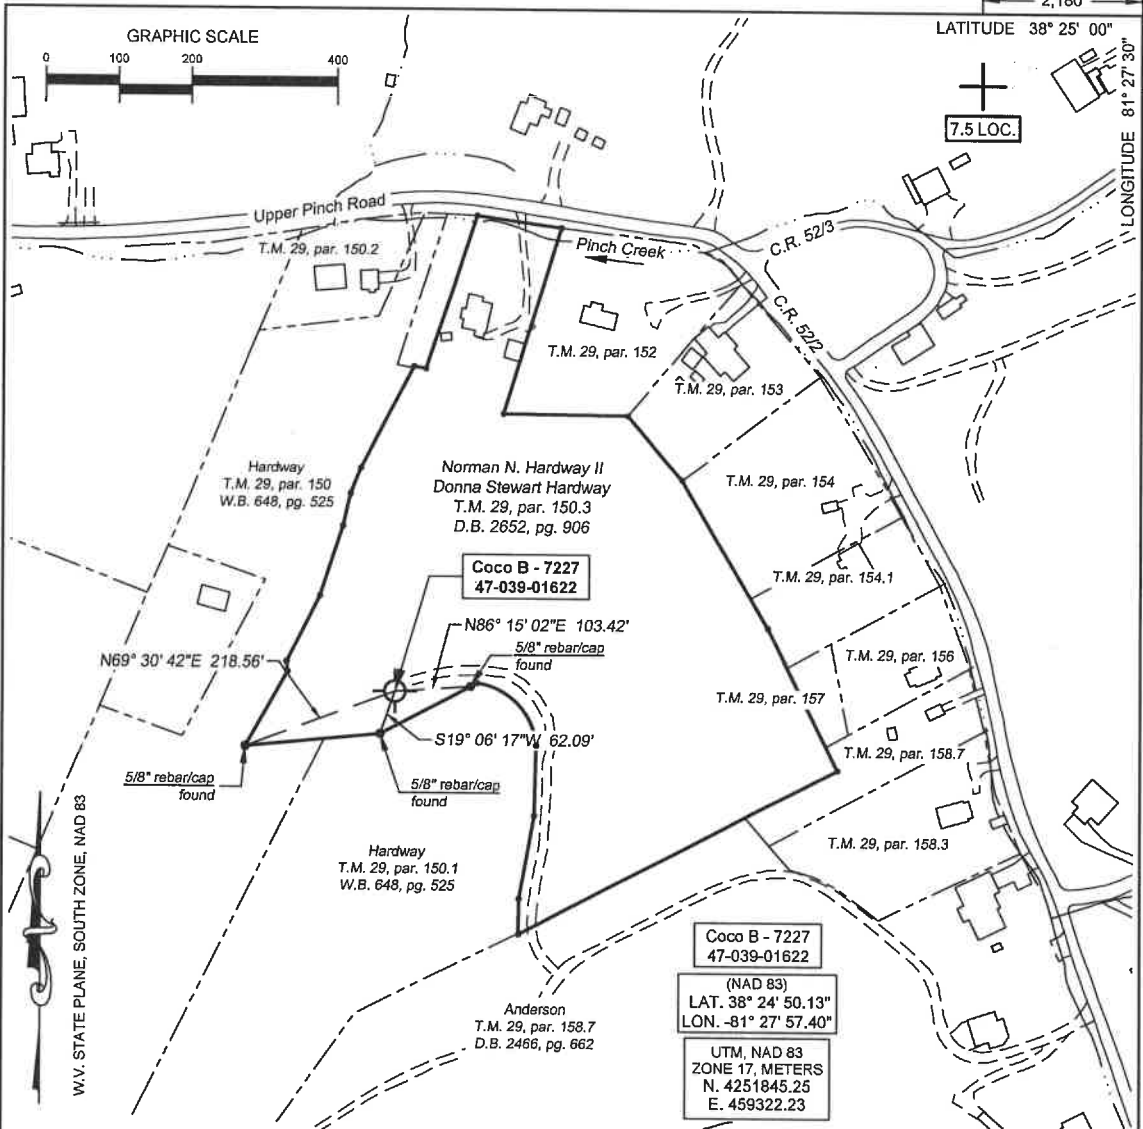 2,180
LATITUDE 38° 25' 00"
LONGITUDE 81° 27' 30"
GRAPHIC SCALE
0 100 200 400
7.5 LOC.
Upper Pinch Road
T.M. 29, par. 150.2
Pinch Creek
C.R. 52/3
C.R. 52/2
T.M. 29, par. 152
T.M. 29, par. 153
Hardway
T.M. 29, par. 150
W.B. 648, pg. 525
Norman N. Hardway II
Donna Stewart Hardway
T.M. 29, par. 150.3
D.B. 2652, pg. 906
T.M. 29, par. 154
Coco B - 7227
47-039-01622
T.M. 29, par. 154.1
N86° 15' 02"E 103.42'
5/8" rebar/cap
found
N69° 30' 42"E 218.56'
T.M. 29, par. 156
T.M. 29, par. 157
S19° 06' 17"W 62.09'
T.M. 29, par. 158.7
5/8" rebar/cap
found
5/8" rebar/cap
found
W.V. STATE PLANE, SOUTH ZONE, NAD 83
T.M. 29, par. 158.3
Hardway
T.M. 29, par. 150.1
W.B. 648, pg. 525
Coco B - 7227
47-039-01622
(NAD 83)
LAT. 38° 24' 50.13"
LON. -81° 27' 57.40"
Anderson
T.M. 29, par. 158.7
D.B. 2466, pg. 662
UTM, NAD 83
ZONE 17, METERS
N. 4251845.25
E. 459322.23